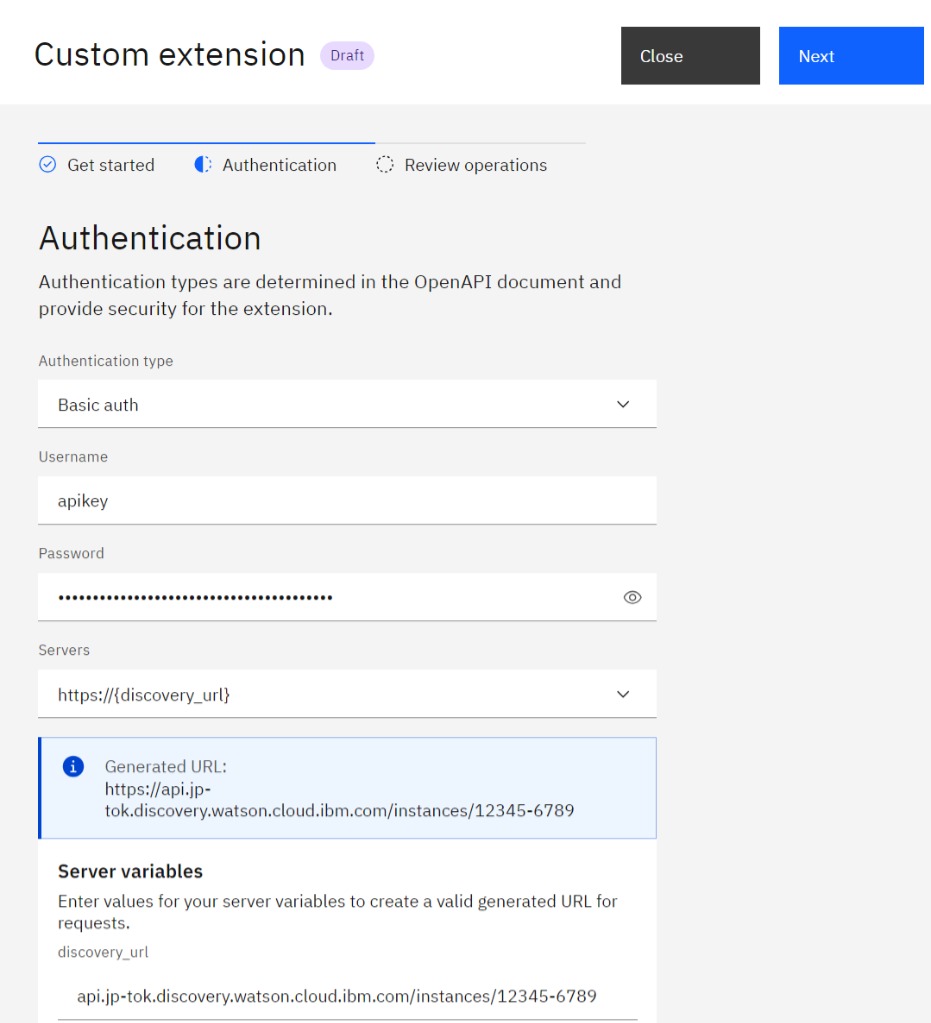 Custom extension
Draft
Close
Next
Get started
Authentication
Review operations
Authentication
Authentication types are determined in the OpenAPI document and
provide security for the extension.
Authentication type
Basic auth
Username
apikey
Password
••••••••••••••••••••••••••••••••••••••••
Servers
https://{discovery_url}
Generated URL:
https://api.jp-
tok.discovery.watson.cloud.ibm.com/instances/12345-6789
Server variables
Enter values for your server variables to create a valid generated URL for
requests.
discovery_url
api.jp-tok.discovery.watson.cloud.ibm.com/instances/12345-6789